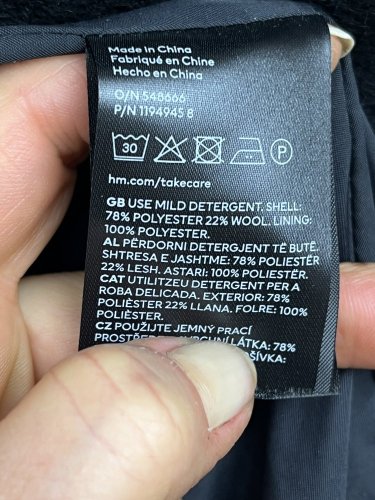 Made in China
Fabriqué en Chine
Hecho en China
O/N 548666
P/N 1194945 8
30
P
hm.com/takecare
GB USE MILD DETERGENT. SHELL:
78% POLYESTER 22% WOOL. LINING:
100% POLYESTER.
AL PËRDORNI DETERGJENT TË BUTË.
SHTRESA E JASHTME: 78% POLIESTËR
22% LESH. ASTARI: 100% POLIESTËR.
CAT UTILITZEU DETERGENT PER A
ROBA DELICADA. EXTERIOR: 78%
POLIÈSTER 22% LLANA. FOLRE: 100%
POLIÈSTER.
CZ POUŽIJTE JEMNÝ PRACÍ
LÁTKA: 78%